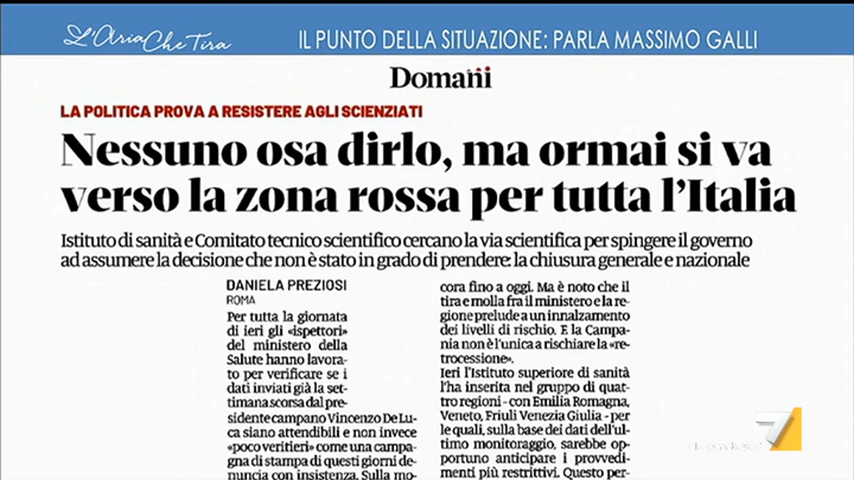 L'Aria Che Tira
IL PUNTO DELLA SITUAZIONE: PARLA MASSIMO GALLI
Domani
LA POLITICA PROVA A RESISTERE AGLI SCIENZIATI
Nessuno osa dirlo, ma ormai si va
verso la zona rossa per tutta l'Italia
Istituto di sanità e Comitato tecnico scientifico cercano la via scientifica per spingere il governo
ad assumere la decisione che non è stato in grado di prendere: la chiusura generale e nazionale
DANIELA PREZIOSI
ROMA
Per tutta la giornata
di ieri gli «ispettori»
del ministero della
Salute hanno lavora-
to per verificare se i
dati inviati già la set-
timana scorsa dal pre-
sidente campano Vincenzo De Lu-
ca siano attendibili e non invece
«poco veritieri» come una campa-
gna di stampa di questi giorni de-
nuncia con insistenza. Sulla mo-
cora fino a oggi. Ma è noto che il
tira e molla fra il ministero e la re-
gione prelude a un innalzamento
dei livelli di rischio. E la Campa-
nia non è l'unica a rischiare la «re-
trocessione».
Ieri l'Istituto superiore di sanità
l'ha inserita nel gruppo di quat-
tro regioni - con Emilia Romagna,
Veneto, Friuli Venezia Giulia - per
le quali, sulla base dei dati dell'ul-
timo monitoraggio, sarebbe op-
portuno anticipare i provvedi-
menti più restrittivi. Questo per-
7